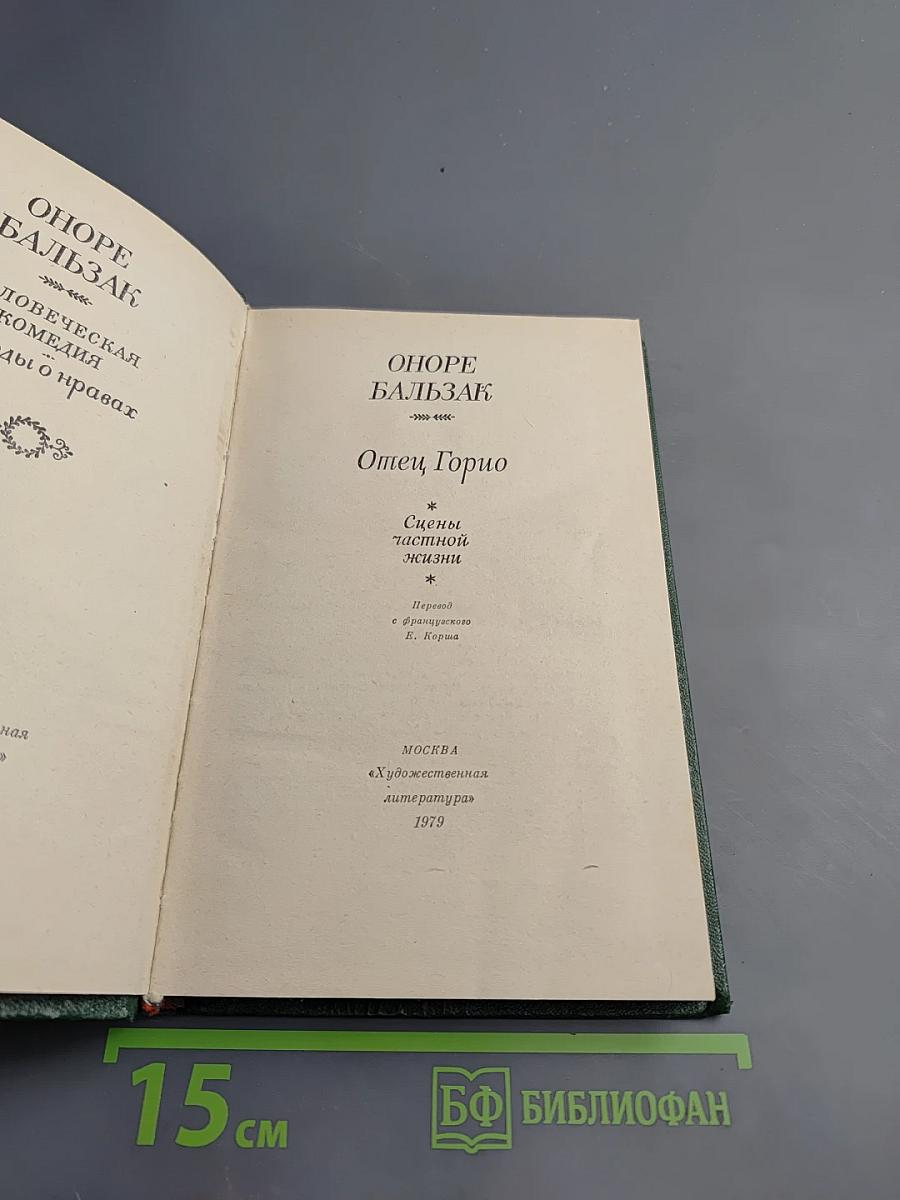 ОНОРЕ
БАЛЬЗАК
ЛОВЕЧЕСКАЯ
КОМЕДИЯ
ды о нравах
ная
»
ОНОРЕ
БАЛЬЗАК
Отец Горио
*
Сцены
частной
жизни
*
Перевод
с французского
Е. Корша
МОСКВА
«Художественная
литература»
1979
15 см
БФ БИБЛИОФАН